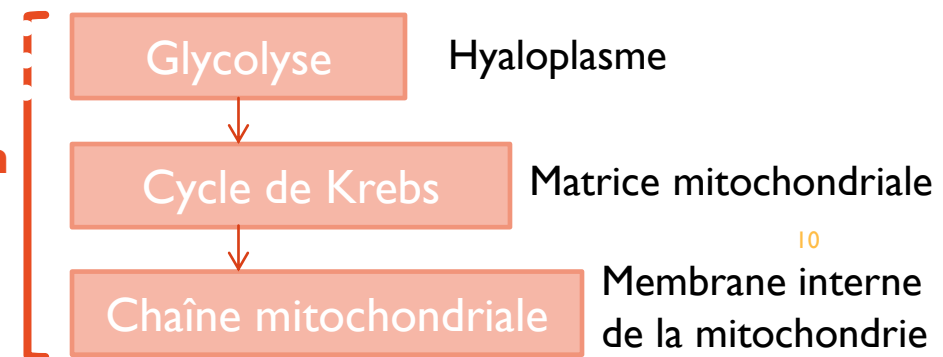 Glycolyse
Hyaloplasme
Cycle de Krebs
Matrice mitochondriale
10
Chaîne mitochondriale
Membrane interne
de la mitochondrie